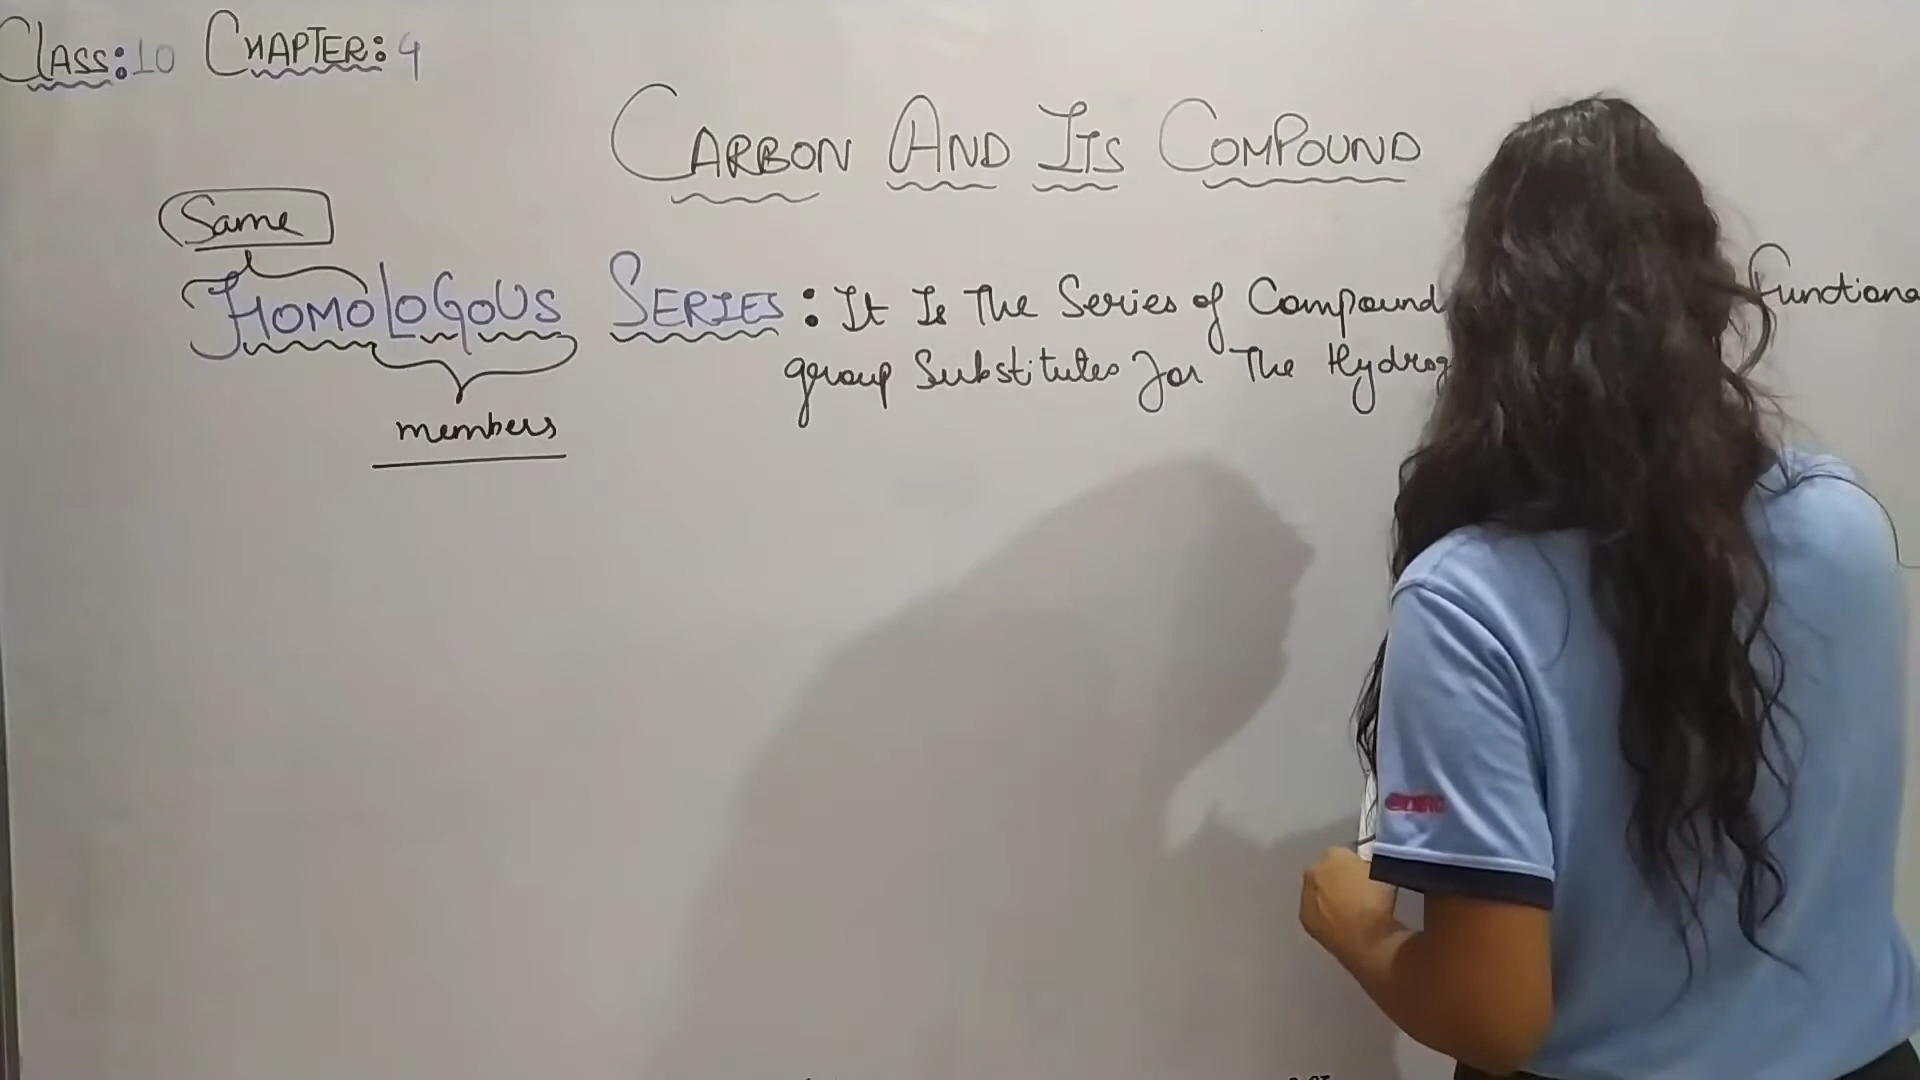 CLASS: 10 CHAPTER: 4
CARBON AND ITS COMPOUND
Same
HOMOLOGOUS SERIES : It Is The Series of Compound Functiona
group Substitutes for The Hydrog
members